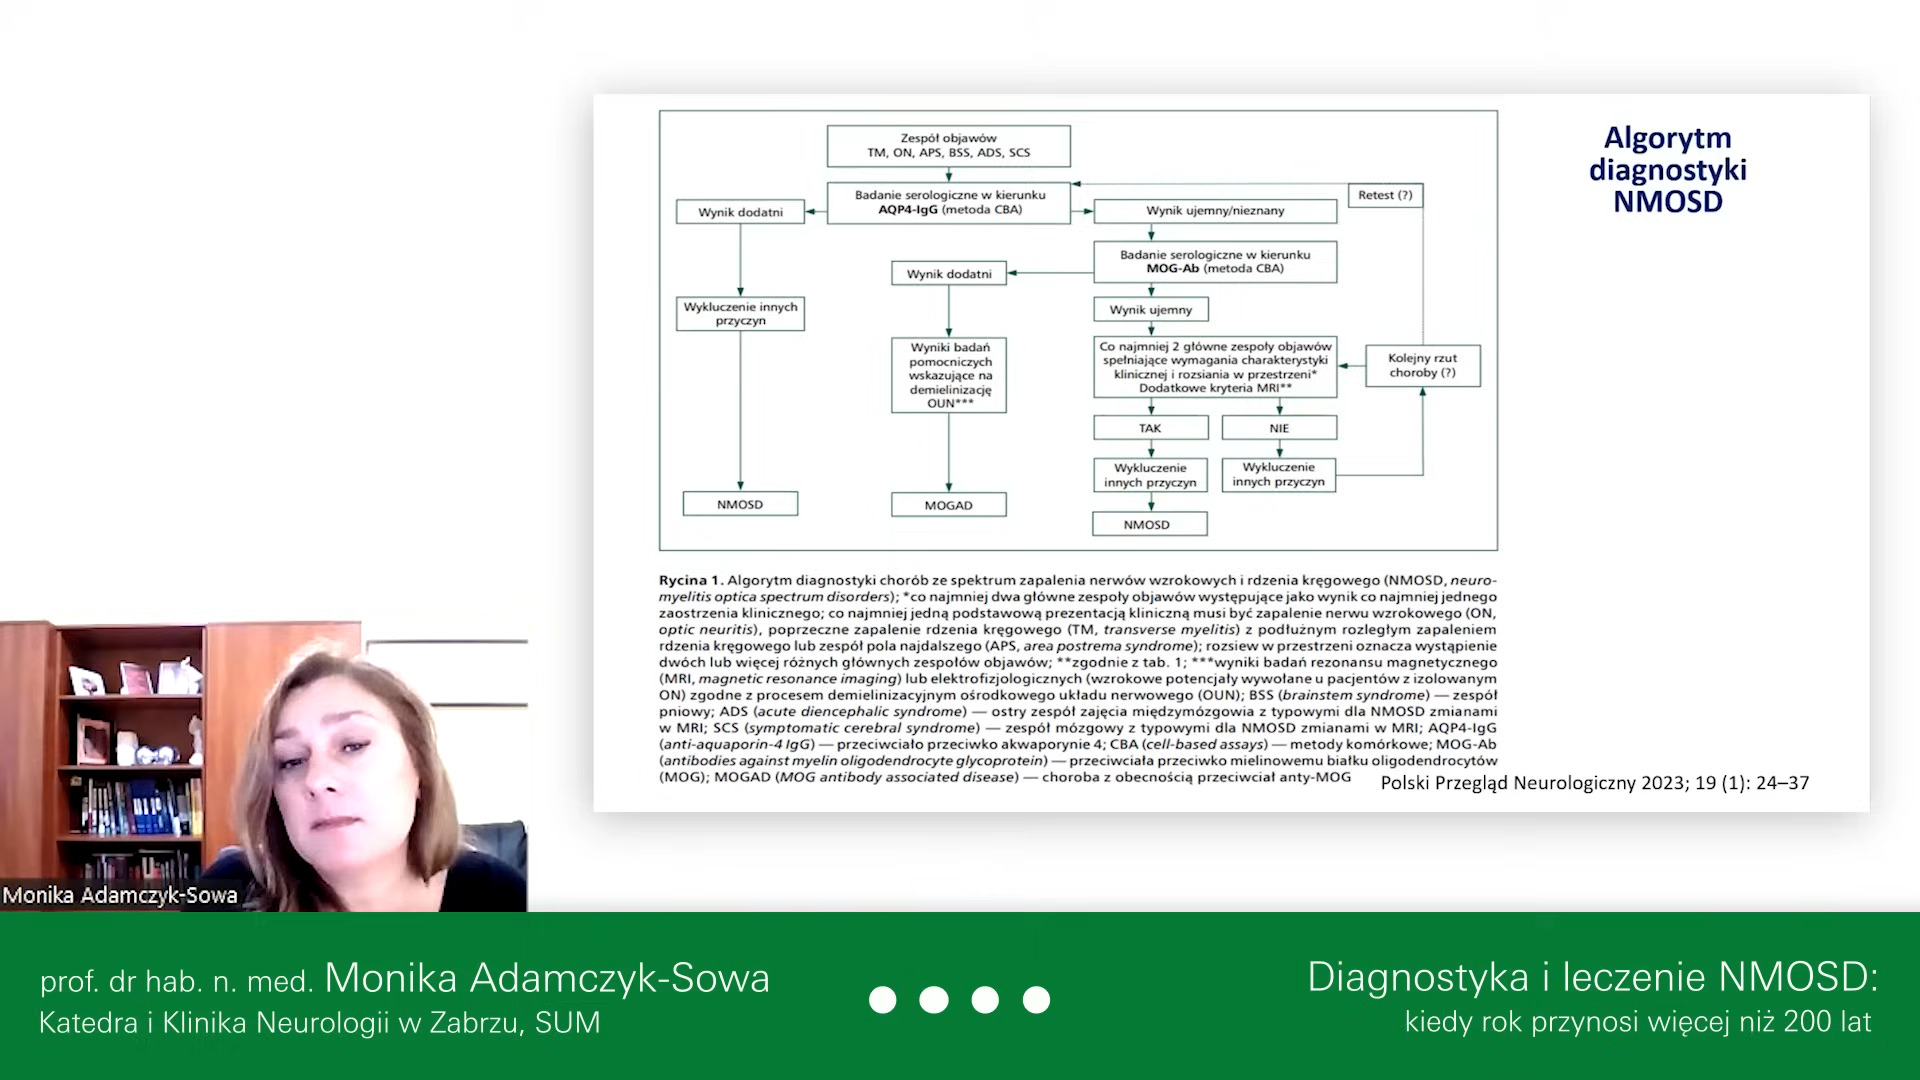 Algorytm
diagnostyki
NMOSD
Zespół objawów
TM, ON, APS, BSS, ADS, SCS
Badanie serologiczne w kierunku
AQP4-IgG (metoda CBA)
Retest (?)
Wynik dodatni
Wynik ujemny/nieznany
Badanie serologiczne w kierunku
MOG-Ab (metoda CBA)
Wynik dodatni
Wykluczenie innych
przyczyn
Wynik ujemny
Wyniki badań
pomocniczych
wskazujące na
demielinizację
OUN***
Co najmniej 2 główne zespoły objawów
spełniające wymagania charakterystyki
klinicznej i rozsiania w przestrzeni*
Dodatkowe kryteria MRI**
Kolejny rzut
choroby (?)
TAK
NIE
Wykluczenie
innych przyczyn
Wykluczenie
innych przyczyn
NMOSD
MOGAD
NMOSD
Rycina 1. Algorytm diagnostyki chorób ze spektrum zapalenia nerwów wzrokowych i rdzenia kręgowego (NMOSD, neuro-
myelitis optica spectrum disorders); *co najmniej dwa główne zespoły objawów występujące jako wynik co najmniej jednego
zaostrzenia klinicznego; co najmniej jedną podstawową prezentacją kliniczną musi być zapalenie nerwu wzrokowego (ON,
optic neuritis), poprzeczne zapalenie rdzenia kręgowego (TM, transverse myelitis) z podłużnym rozległym zapaleniem
rdzenia kręgowego lub zespół pola najdalszego (APS, area postrema syndrome); rozsiew w przestrzeni oznacza wystąpienie
dwóch lub więcej różnych głównych zespołów objawów; **zgodnie z tab. 1; ***wyniki badań rezonansu magnetycznego
(MRI, magnetic resonance imaging) lub elektrofizjologicznych (wzrokowe potencjały wywołane u pacjentów z izolowanym
ON) zgodne z procesem demielinizacyjnym ośrodkowego układu nerwowego (OUN); BSS (brainstem syndrome) — zespół
pniowy; ADS (acute diencephalic syndrome) — ostry zespół zajęcia międzymózgowia z typowymi dla NMOSD zmianami
w MRI; SCS (symptomatic cerebral syndrome) — zespół mózgowy z typowymi dla NMOSD zmianami w MRI; AQP4-IgG
(anti-aquaporin-4 IgG) — przeciwciało przeciwko akwaporynie 4; CBA (cell-based assays) — metody komórkowe; MOG-Ab
(antibodies against myelin oligodendrocyte glycoprotein) — przeciwciała przeciwko mielinowemu białku oligodendrocytów
(MOG); MOGAD (MOG antibody associated disease) — choroba z obecnością przeciwciał anty-MOG
Polski Przegląd Neurologiczny 2023; 19 (1): 24–37
Monika Adamczyk-Sowa
prof. dr hab. n. med. Monika Adamczyk-Sowa
Katedra i Klinika Neurologii w Zabrzu, SUM
Diagnostyka i leczenie NMOSD:
kiedy rok przynosi więcej niż 200 lat